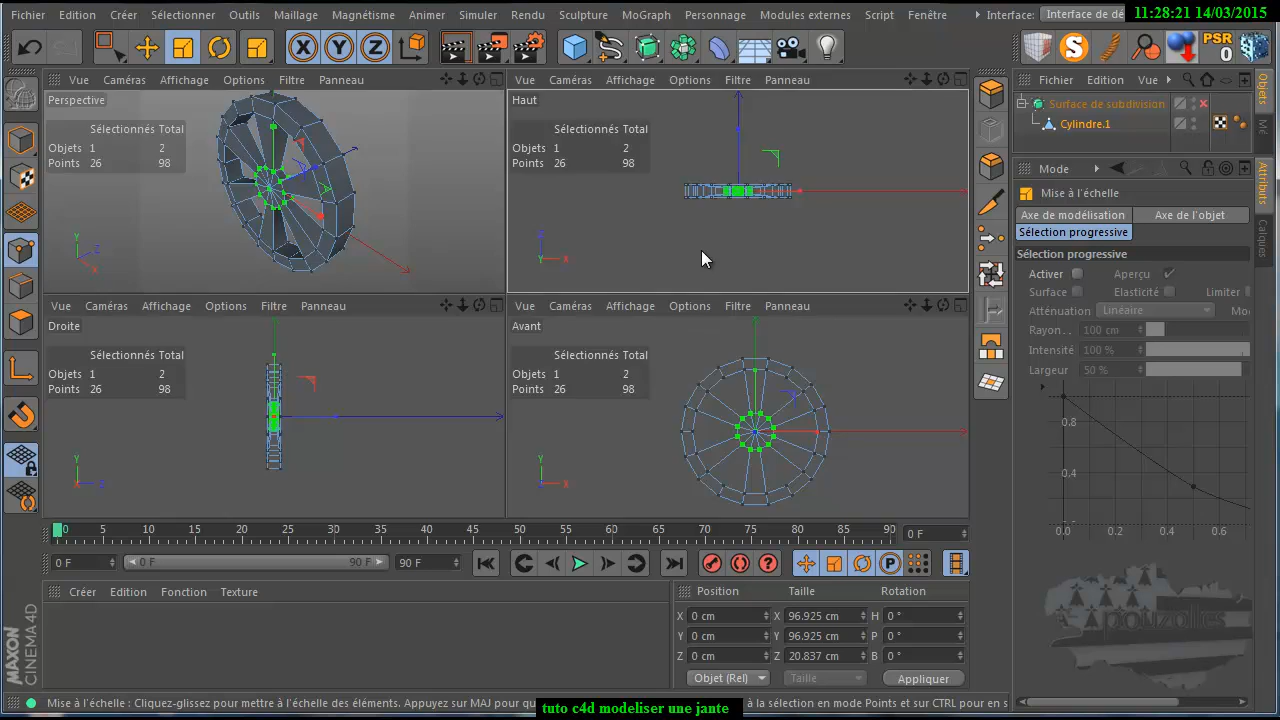 Fichier Edition Créer Sélectionner Outils Maillage Magnétisme Animer Simuler Rendu Sculpture MoGraph Personnage Modules externes Script Fenêtre Interface: Interface de dé
11:28:21 14/03/2015
X Y Z
PSR
0
Vue Caméras Affichage Options Filtre Panneau
Perspective
Sélectionnés Total
Objets 1 2
Points 26 98
Y Z X
Vue Caméras Affichage Options Filtre Panneau
Haut
Sélectionnés Total
Objets 1 2
Points 26 98
Z Y X
Fichier Edition Vue
Surface de subdivision
Cylindre.1
Objets
Mode
Mise à l'échelle
Axe de modélisation Axe de l'objet
Sélection progressive
Sélection progressive
Activer Aperçu
Surface Elasticité Limiter
Atténuation Linéaire
Rayon.. 100 cm
Intensité 100 %
Largeur 50 %
0.8
0.4
0.0 0.2 0.4 0.6
Attributs
Calques
Vue Caméras Affichage Options Filtre Panneau
Droite
Sélectionnés Total
Objets 1 2
Points 26 98
Y X Z
Vue Caméras Affichage Options Filtre Panneau
Avant
Sélectionnés Total
Objets 1 2
Points 26 98
Y Z X
0 5 10 15 20 25 30 35 40 45 50 55 60 65 70 75 80 85 90 0 F
0 F 0 F 90 F 90 F
P
Créer Edition Fonction Texture
Position Taille Rotation
X 0 cm X 96.925 cm H 0 °
Y 0 cm Y 96.925 cm P 0 °
Z 0 cm Z 20.837 cm B 0 °
Objet (Rel) Taille Appliquer
MAXON
CINEMA 4D
pouzolles
Mise à l'échelle : Cliquez-glissez pour mettre à l'échelle des éléments. Appuyez sur MAJ pour qu
à la sélection en mode Points et sur CTRL pour en s
tuto c4d modeliser une jante